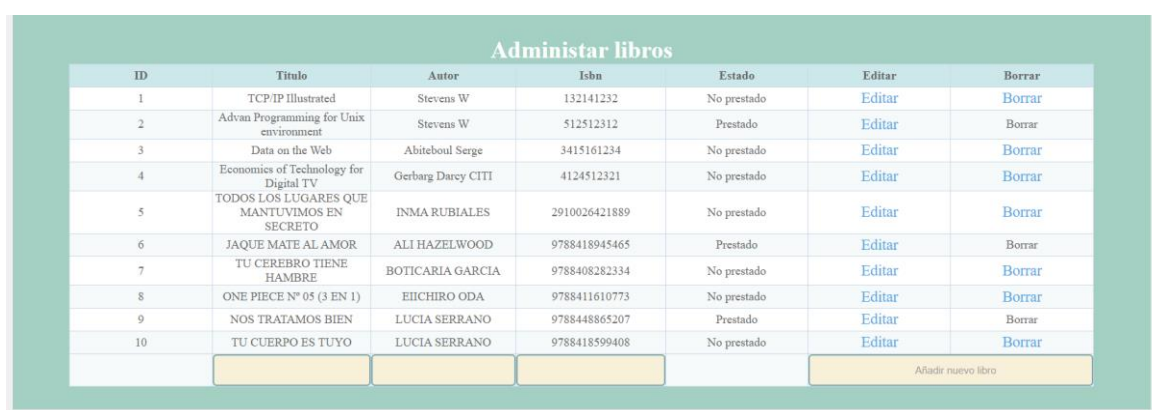 Administar libros
ID Titulo Autor Isbn Estado Editar Borrar
1 TCP/IP Illustrated Stevens W 132141232 No prestado Editar Borrar
2 Advan Programming for Unix environment Stevens W 512512312 Prestado Editar Borrar
3 Data on the Web Abiteboul Serge 3415161234 No prestado Editar Borrar
4 Economics of Technology for Digital TV Gerbarg Darcy CITI 4124512321 No prestado Editar Borrar
5 TODOS LOS LUGARES QUE MANTUVIMOS EN SECRETO INMA RUBIALES 2910026421889 No prestado Editar Borrar
6 JAQUE MATE AL AMOR ALI HAZELWOOD 9788418945465 Prestado Editar Borrar
7 TU CEREBRO TIENE HAMBRE BOTICARIA GARCIA 9788408282334 No prestado Editar Borrar
8 ONE PIECE Nº 05 (3 EN 1) EIICHIRO ODA 9788411610773 No prestado Editar Borrar
9 NOS TRATAMOS BIEN LUCIA SERRANO 9788448865207 Prestado Editar Borrar
10 TU CUERPO ES TUYO LUCIA SERRANO 9788418599408 No prestado Editar Borrar
Añadir nuevo libro